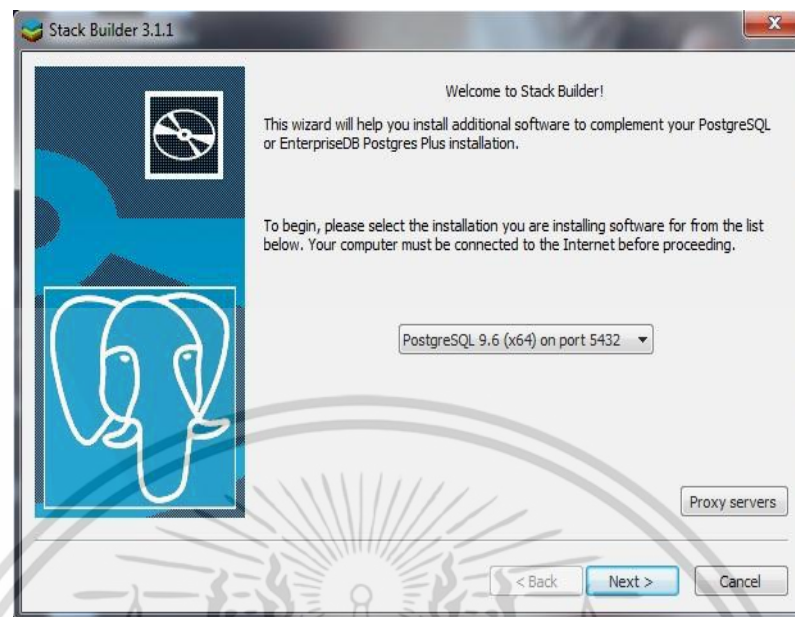 Stack Builder 3.1.1
Welcome to Stack Builder!
This wizard will help you install additional software to complement your PostgreSQL
or EnterpriseDB Postgres Plus installation.
To begin, please select the installation you are installing software for from the list
below. Your computer must be connected to the Internet before proceeding.
PostgreSQL 9.6 (x64) on port 5432
Proxy servers
< Back Next > Cancel